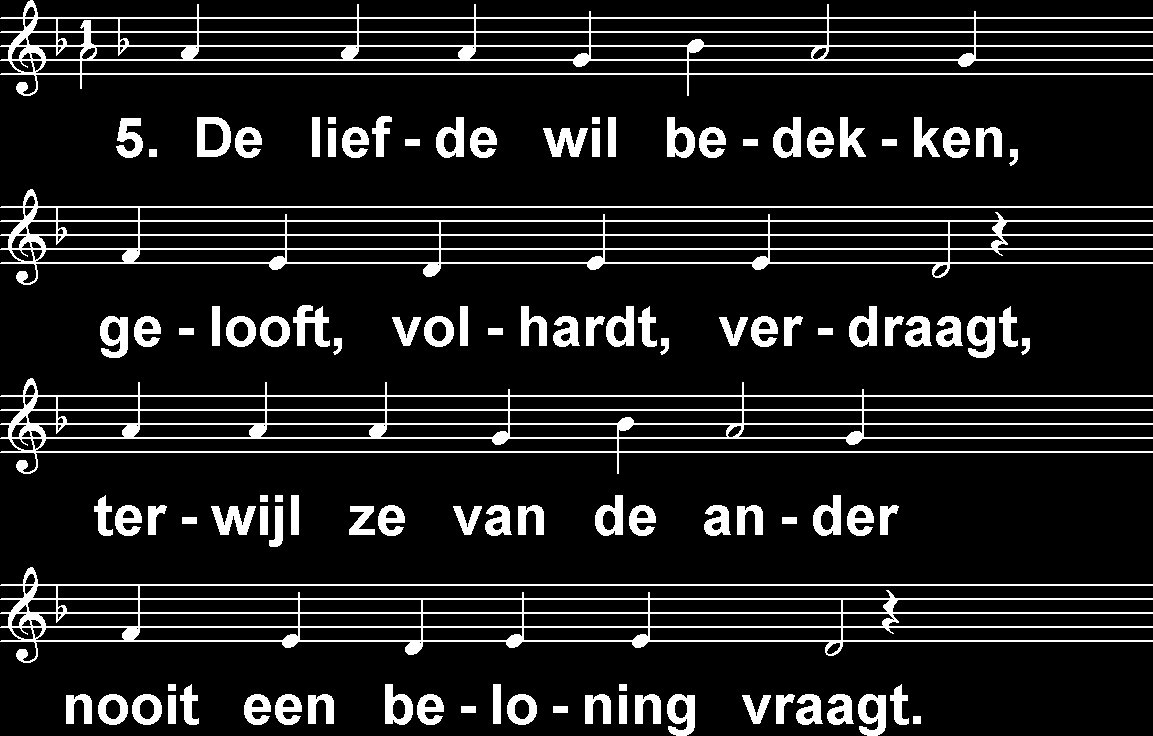 5. De lief - de wil be - dek - ken,
ge - looft, vol - hardt, ver - draagt,
ter - wijl ze van de an - der
nooit een be - lo - ning vraagt.